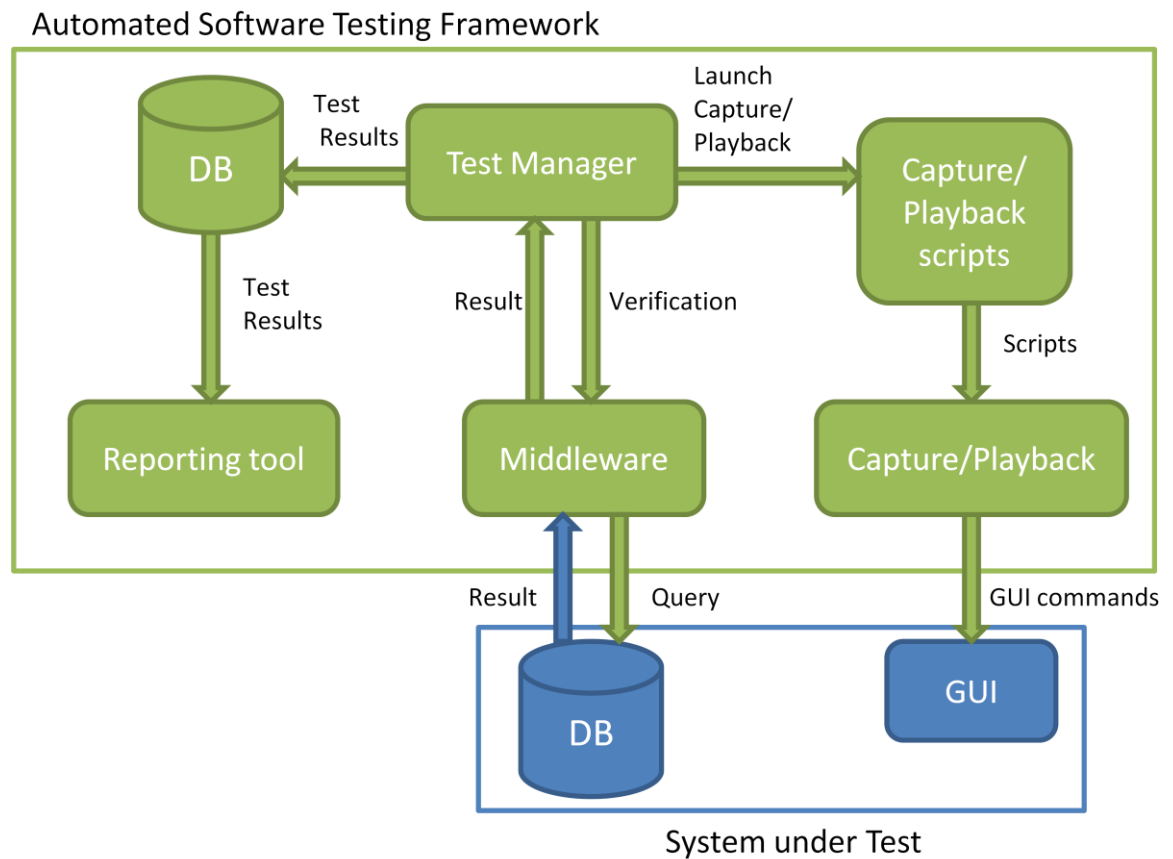 Automated Software Testing Framework
Test
Results
Launch
Capture/
Playback
DB
Test Manager
Capture/
Playback
scripts
Test
Results
Result
Verification
Scripts
Reporting tool
Middleware
Capture/Playback
Result
Query
GUI commands
DB
GUI
System under Test